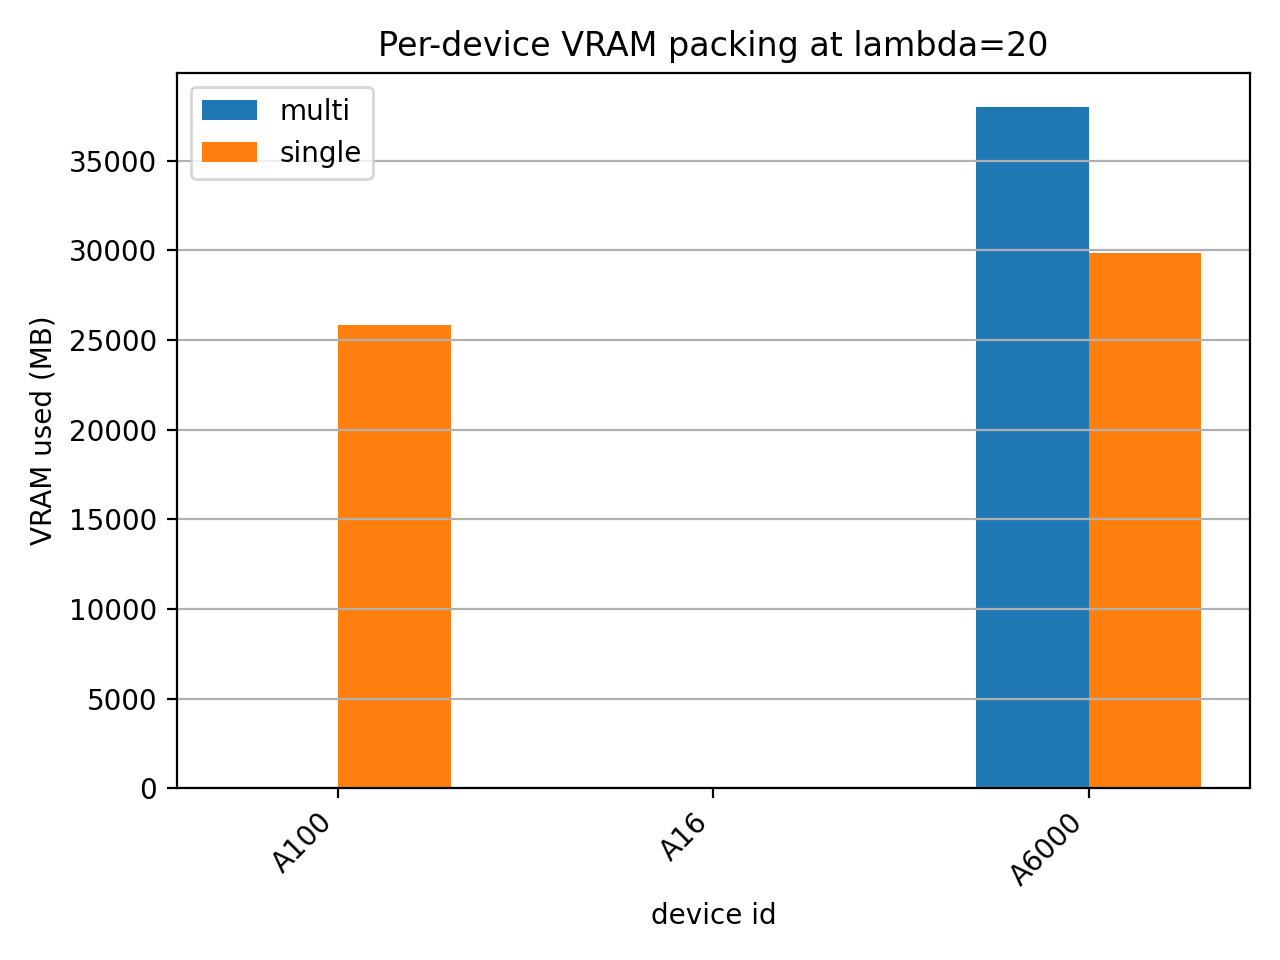 Per-device VRAM packing at lambda=20
multi
single
VRAM used (MB)
35000
30000
25000
20000
15000
10000
5000
0
A100
A16
A6000
device id